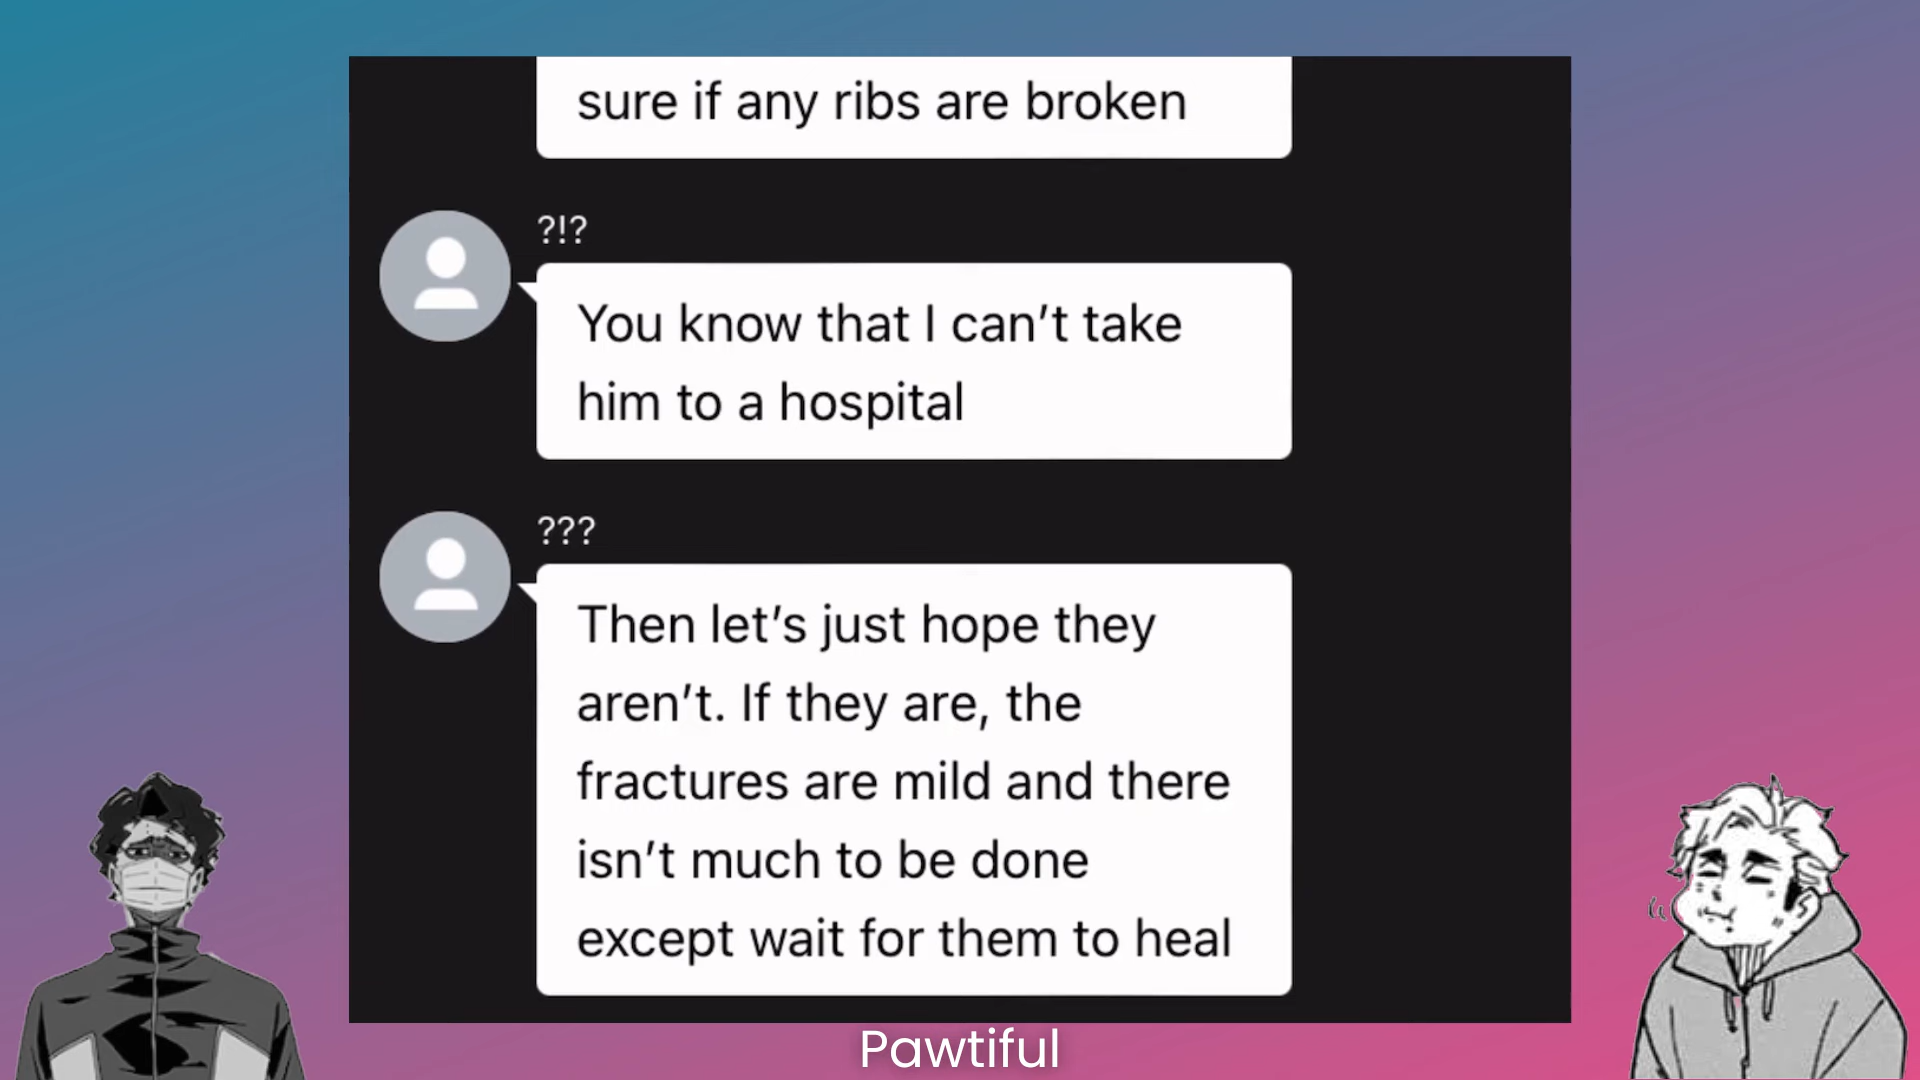 sure if any ribs are broken
?!?
You know that I can’t take
him to a hospital
???
Then let’s just hope they
aren’t. If they are, the
fractures are mild and there
isn’t much to be done
except wait for them to heal
Pawtiful